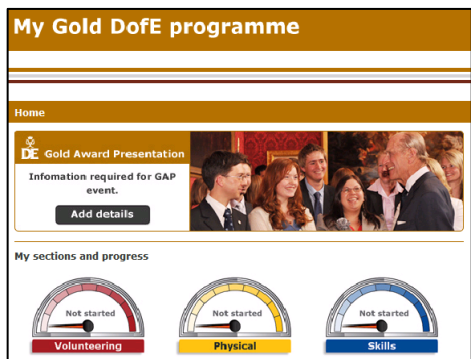 My Gold DofE programme
Home
DE Gold Award Presentation
Infomation required for GAP
event.
Add details
My sections and progress
Not started Not started Not started
Volunteering Physical Skills